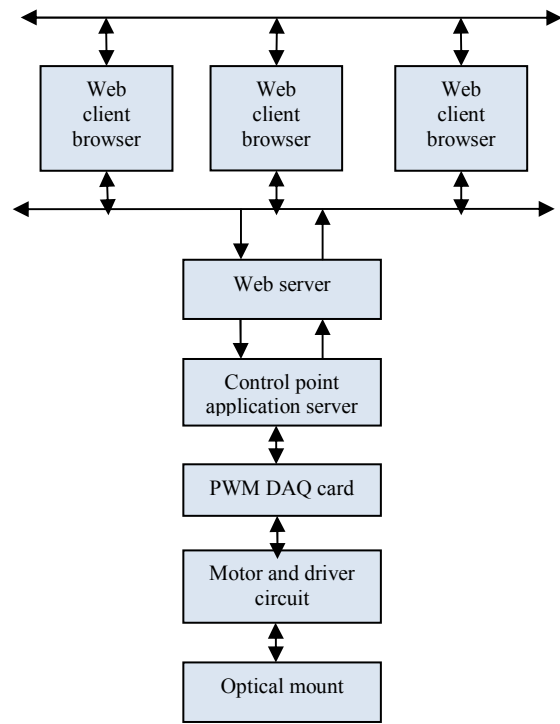 Web
client
browser
Web
client
browser
Web
client
browser
Web server
Control point
application server
PWM DAQ card
Motor and driver
circuit
Optical mount